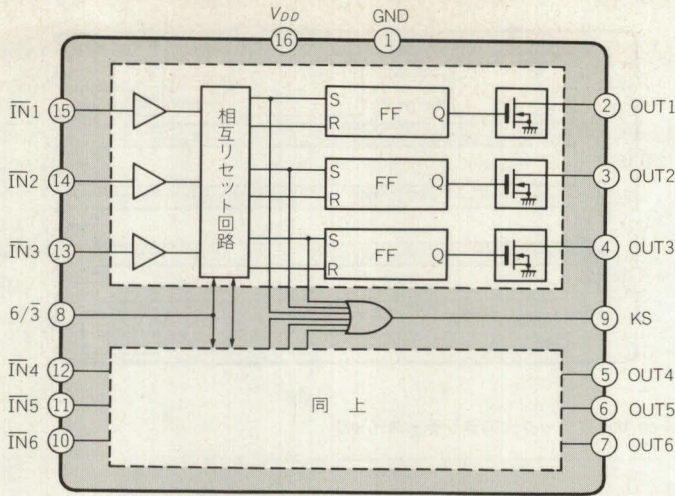 VDD
GND
16
1
IN1 15
相互リセット回路
S
R
FF
Q
2 OUT1
IN2 14
S
R
FF
Q
3 OUT2
IN3 13
S
R
FF
Q
4 OUT3
6/3 8
9 KS
IN4 12
5 OUT4
IN5 11
同上
6 OUT5
IN6 10
7 OUT6